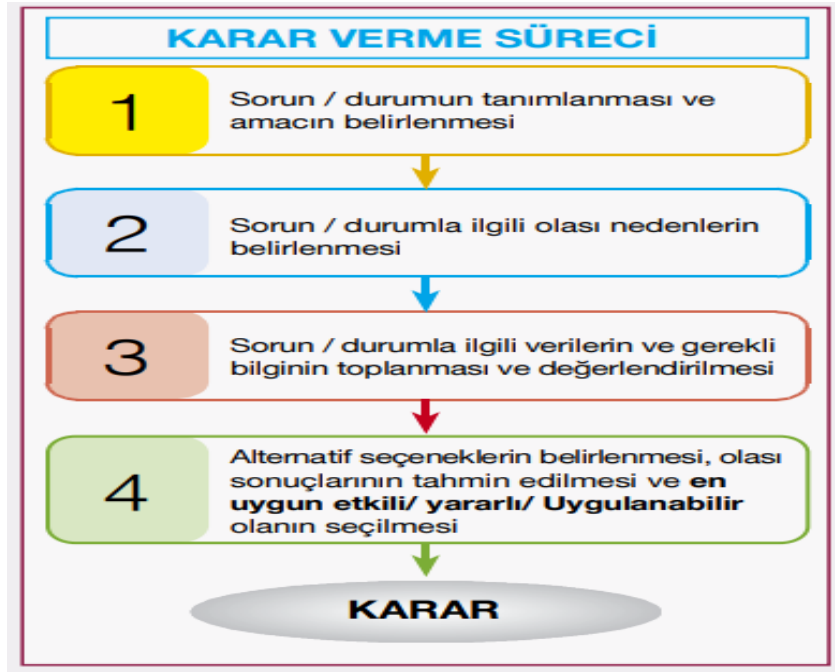 KARAR VERME SÜRECİ
1
Sorun / durumun tanımlanması ve
amacın belirlenmesi
2
Sorun / durumla ilgili olası nedenlerin
belirlenmesi
3
Sorun / durumla ilgili verilerin ve gerekli
bilginin toplanması ve değerlendirilmesi
4
Alternatif seçeneklerin belirlenmesi, olası
sonuçlarının tahmin edilmesi ve en
uygun etkili/ yararlı/ Uygulanabilir
olanın seçilmesi
KARAR